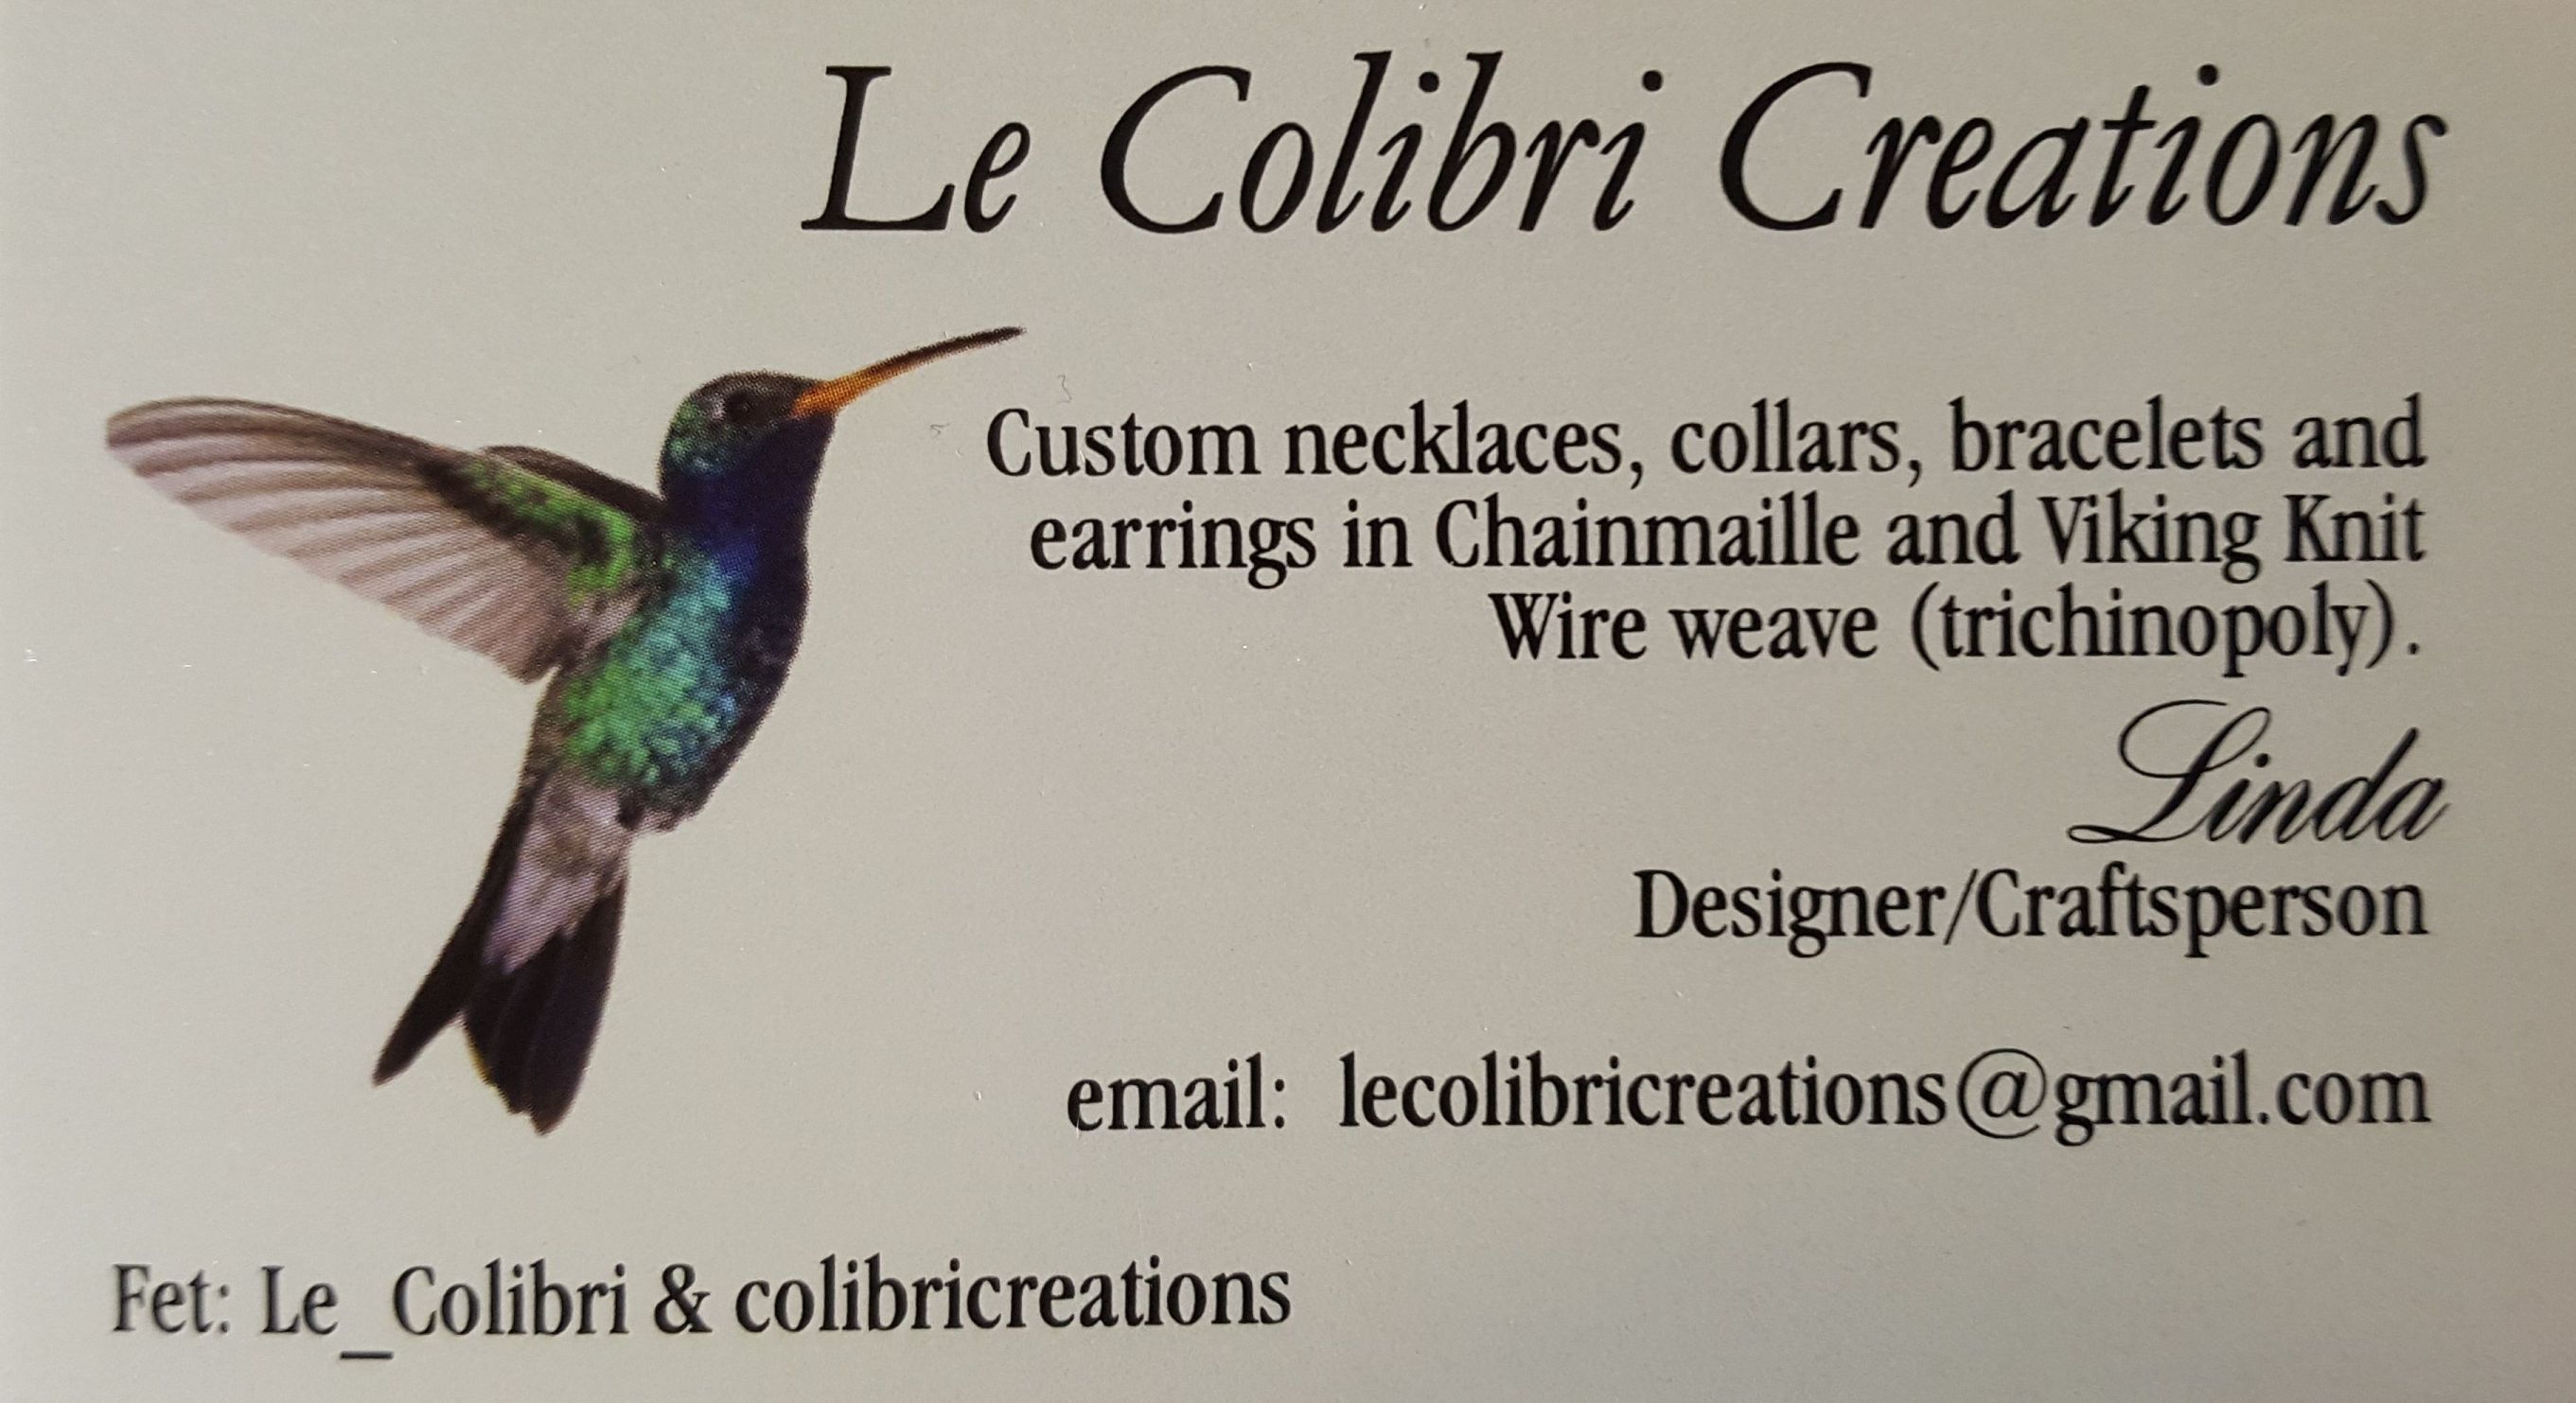 Le Colibri Creations
Custom necklaces, collars, bracelets and
earrings in Chainmaille and Viking Knit
Wire weave (trichinopoly).
Linda
Designer/Craftsperson
email: lecolibricreations@gmail.com
Fet: Le_Colibri & colibricreations